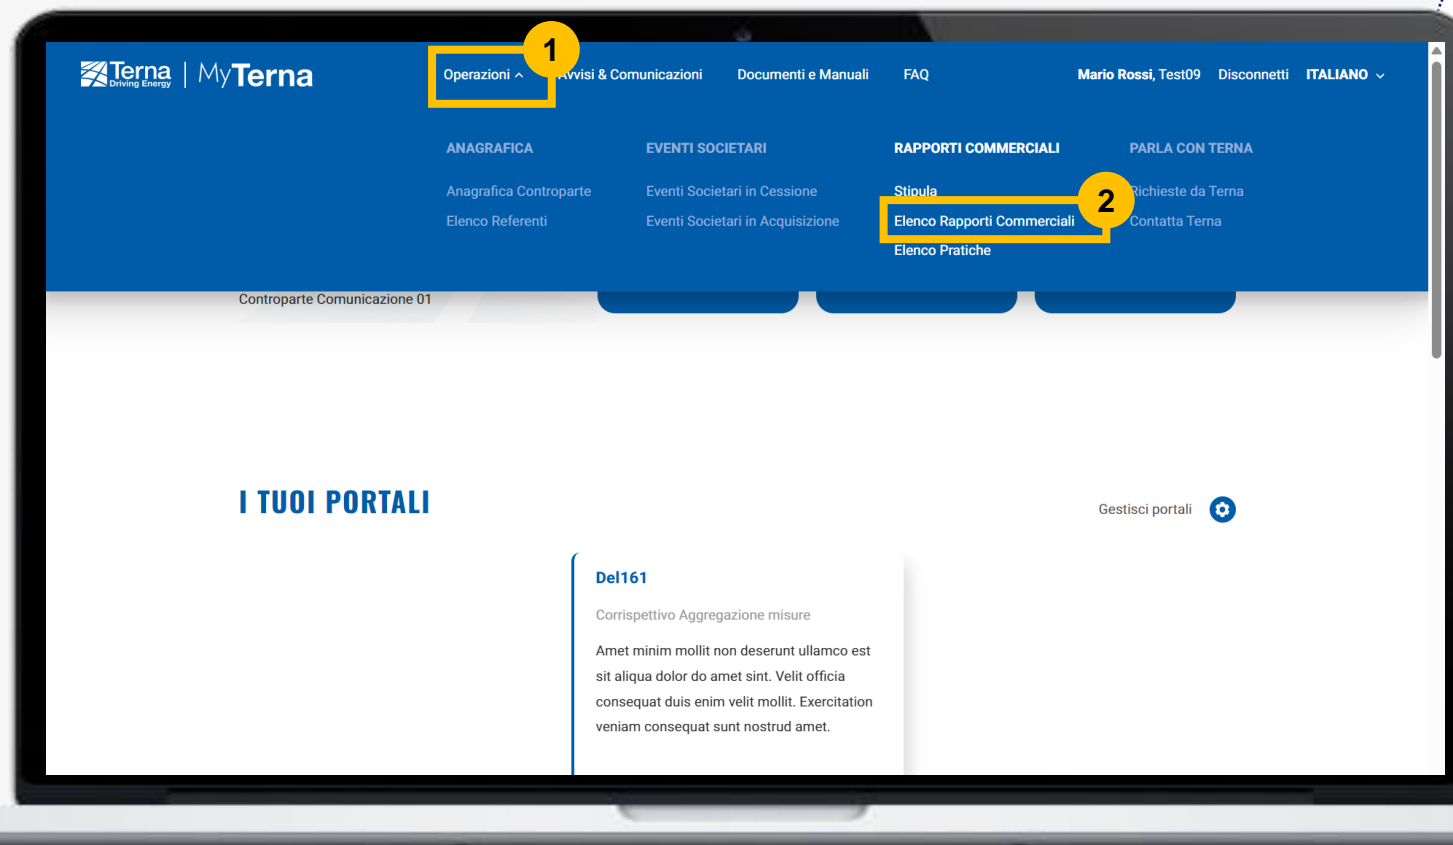 1
Terna
Driving Energy
MyTerna
Operazioni
Avvisi & Comunicazioni
Documenti e Manuali
FAQ
Mario Rossi, Test09
Disconnetti
ITALIANO
ANAGRAFICA
Anagrafica Controparte
Elenco Referenti
EVENTI SOCIETARI
Eventi Societari in Cessione
Eventi Societari in Acquisizione
RAPPORTI COMMERCIALI
Stipula
2
Elenco Rapporti Commerciali
Elenco Pratiche
PARLA CON TERNA
Richieste da Terna
Contatta Terna
Controparte Comunicazione 01
I TUOI PORTALI
Gestisci portali
Del161
Corrispettivo Aggregazione misure
Amet minim mollit non deserunt ullamco est
sit aliqua dolor do amet sint. Velit officia
consequat duis enim velit mollit. Exercitation
veniam consequat sunt nostrud amet.